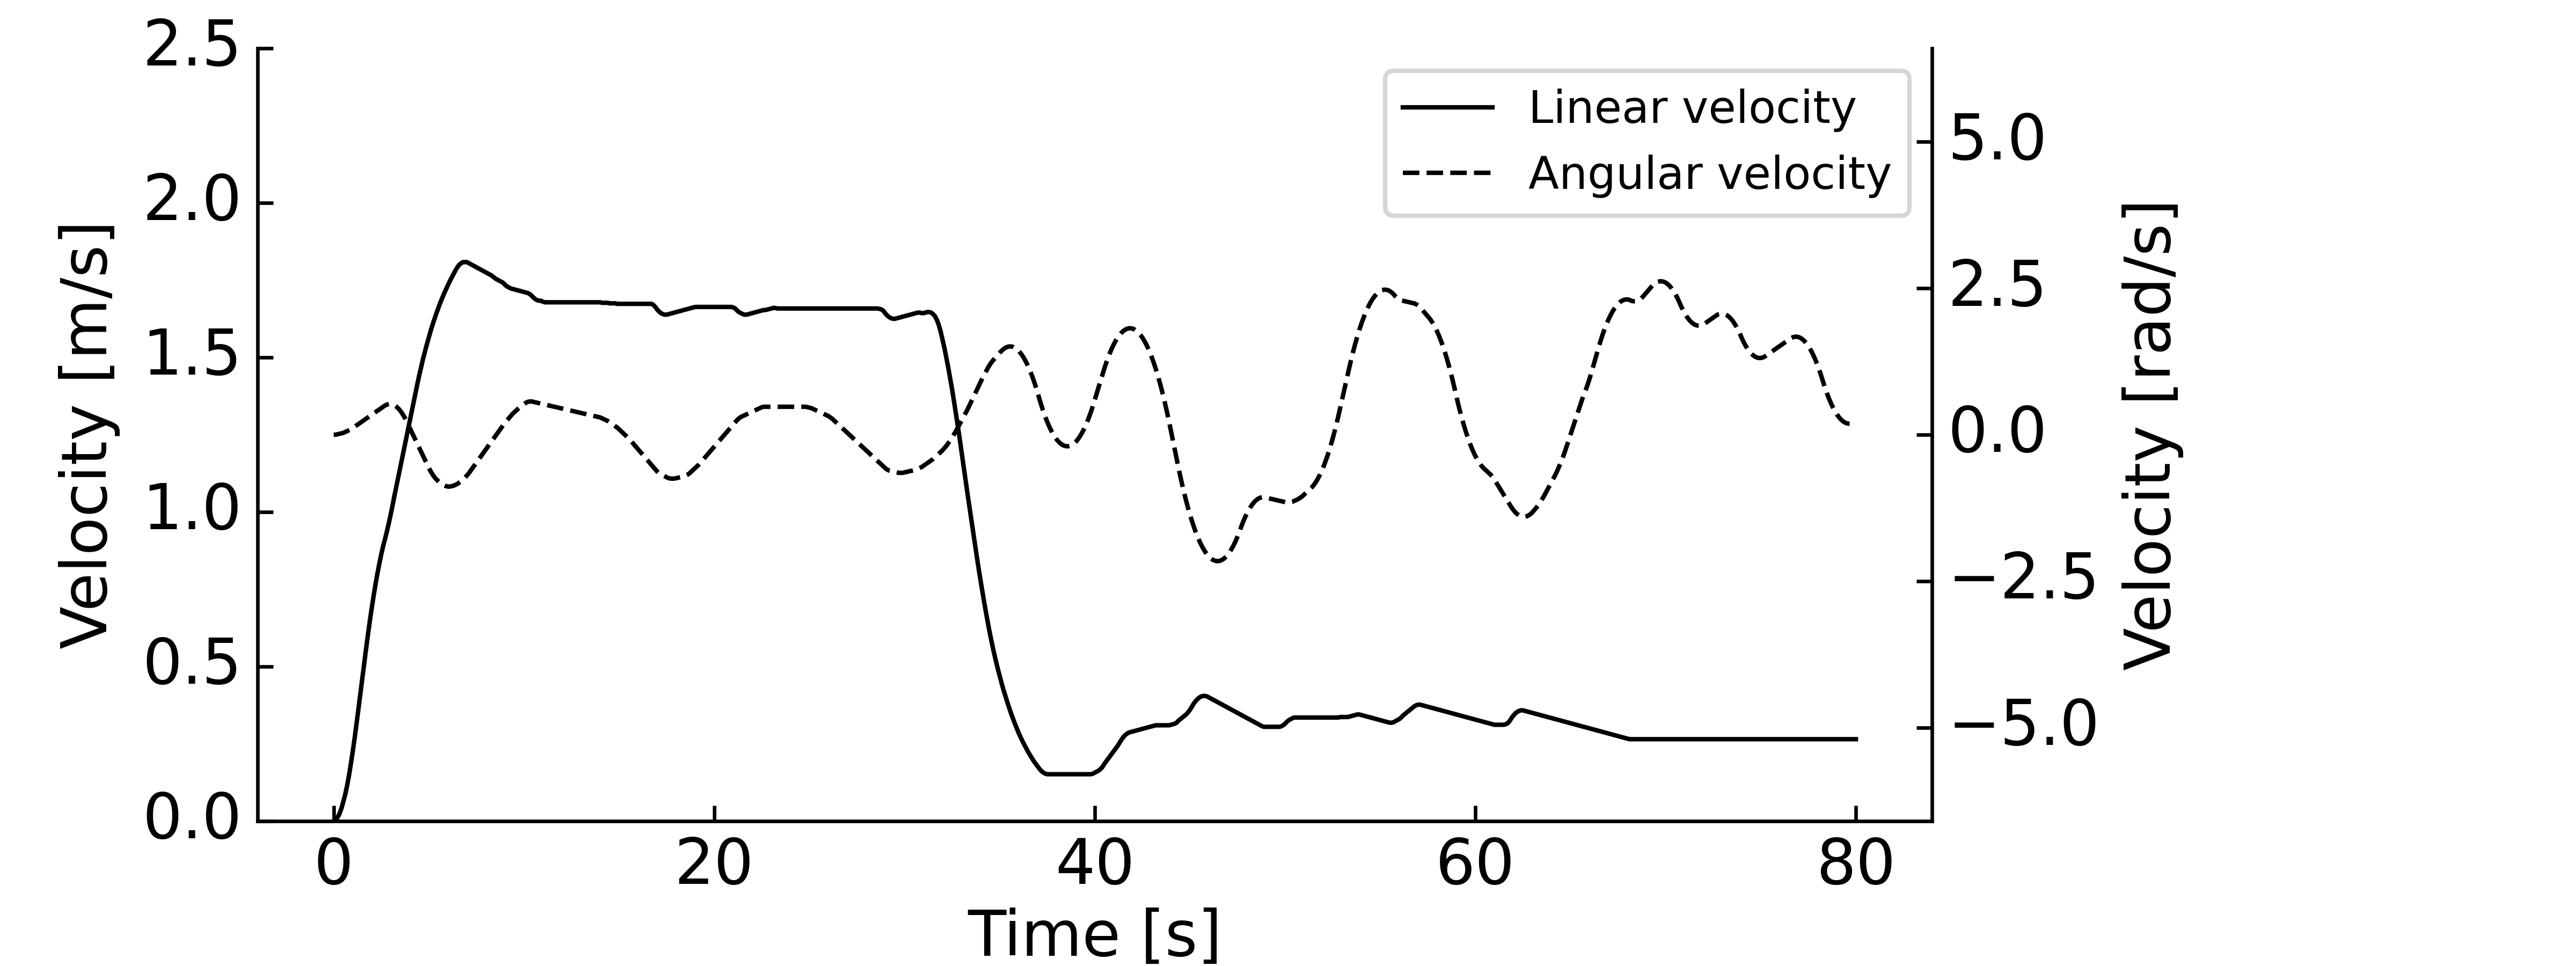 2.5
2.0
1.5
1.0
0.5
0.0
Velocity [m/s]
Linear velocity
Angular velocity
5.0
2.5
0.0
−2.5
−5.0
Velocity [rad/s]
0 20 40 60 80
Time [s]